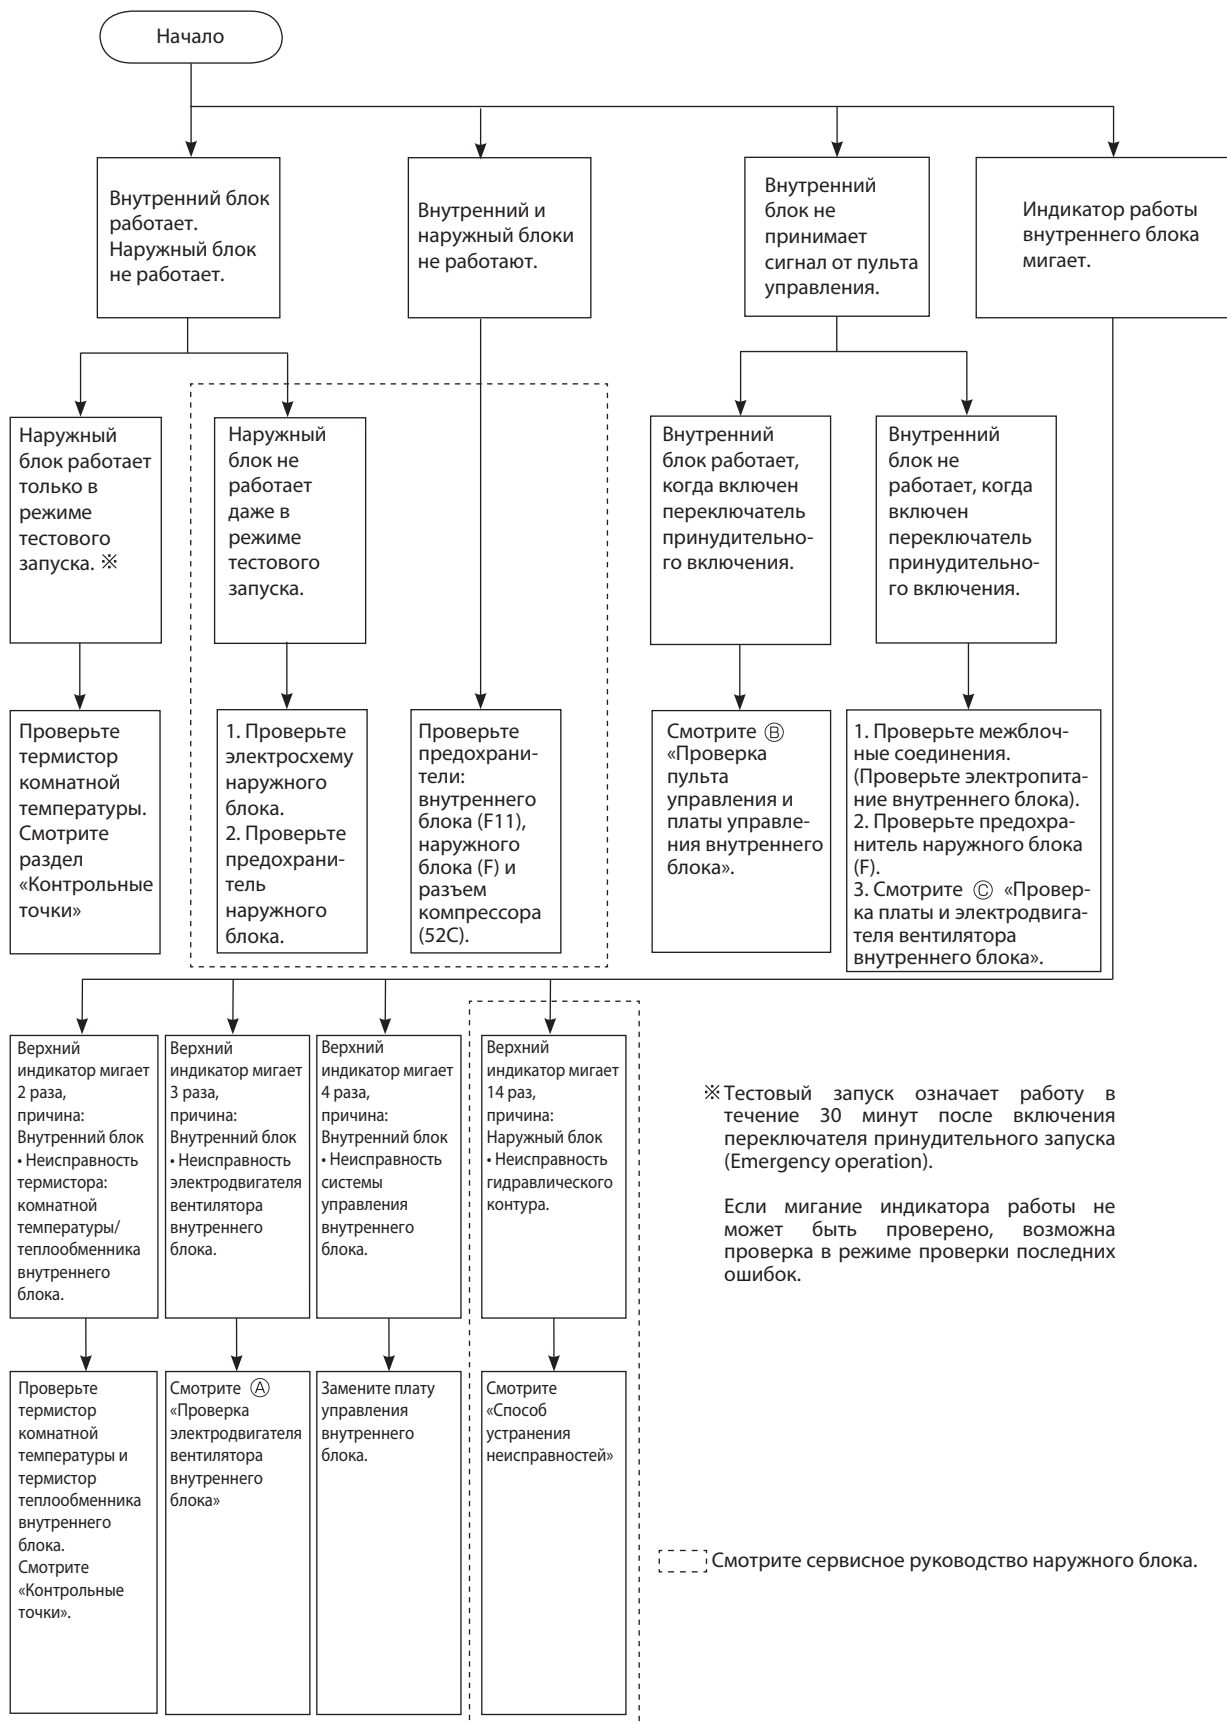 Начало
Внутренний блок
работает.
Наружный блок
не работает.
Внутренний и
наружный блоки
не работают.
Внутренний
блок не
принимает
сигнал от пульта
управления.
Индикатор работы
внутреннего блока
мигает.
Наружный
блок работает
только в
режиме
тестового
запуска. ※
Наружный
блок не
работает
даже в
режиме
тестового
запуска.
Внутренний
блок работает,
когда включен
переключатель
принудительно-
го включения.
Внутренний
блок не
работает, когда
включен
переключатель
принудительно-
го включения.
Проверьте
термистор
комнатной
температуры.
Смотрите
раздел
«Контрольные
точки»
1. Проверьте
электросхему
наружного
блока.
2. Проверьте
предохрани-
тель
наружного
блока.
Проверьте
предохрани-
тели:
внутреннего
блока (F11),
наружного
блока (F) и
разъем
компрессора
(52C).
Смотрите Ⓑ
«Проверка
пульта
управления и
платы управле-
ния внутреннего
блока».
1. Проверьте межблоч-
ные соединения.
(Проверьте электропита-
ние внутреннего блока).
2. Проверьте предохра-
нитель наружного блока
(F).
3. Смотрите Ⓒ «Провер-
ка платы и электродвига-
теля вентилятора
внутреннего блока».
Верхний
индикатор мигает
2 раза,
причина:
Внутренний блок
• Неисправность
термистора:
комнатной
температуры/
теплообменника
внутреннего
блока.
Верхний
индикатор мигает
3 раза,
причина:
Внутренний блок
• Неисправность
электродвигателя
вентилятора
внутреннего
блока.
Верхний
индикатор мигает
4 раза,
причина:
Внутренний блок
• Неисправность
системы
управления
внутреннего
блока.
Верхний
индикатор мигает
14 раз,
причина:
Наружный блок
• Неисправность
гидравлического
контура.
※ Тестовый запуск означает работу в
течение 30 минут после включения
переключателя принудительного запуска
(Emergency operation).
Если мигание индикатора работы не
может быть проверено, возможна
проверка в режиме проверки последних
ошибок.
Проверьте
термистор
комнатной
температуры и
термистор
теплообменника
внутреннего
блока.
Смотрите
«Контрольные
точки».
Смотрите Ⓐ
«Проверка
электродвигателя
вентилятора
внутреннего
блока»
Замените плату
управления
внутреннего
блока.
Смотрите
«Способ
устранения
неисправностей»
Смотрите сервисное руководство наружного блока.